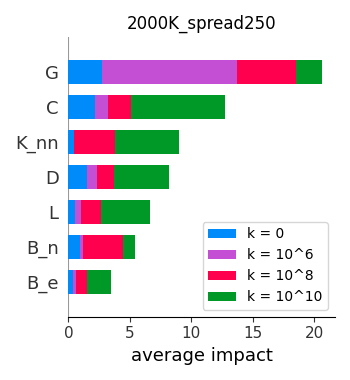 2000K_spread250
G
C
K_nn
D
L
B_n
B_e
k = 0
k = 10^6
k = 10^8
k = 10^10
0 5 10 15 20
average impact